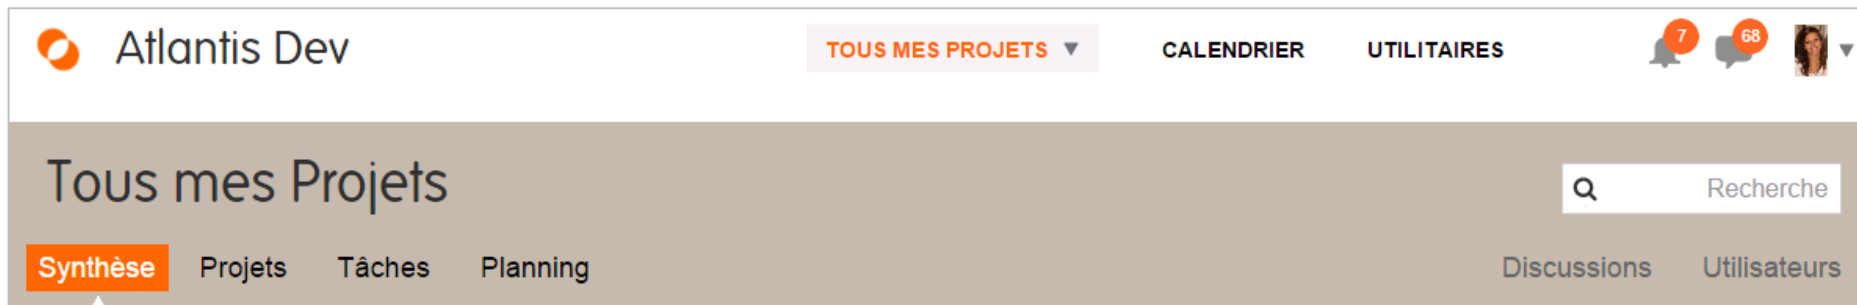 Atlantis Dev TOUS MES PROJETS ▼ CALENDRIER UTILITAIRES 7 68
Tous mes Projets
Recherche
Synthèse Projets Tâches Planning Discussions Utilisateurs